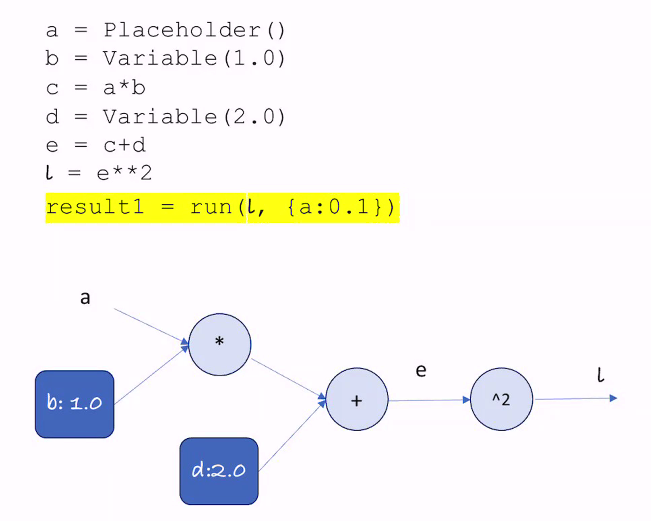 a = Placeholder()
b = Variable(1.0)
c = a*b
d = Variable(2.0)
e = c+d
l = e**2
result1 = run(l, {a:0.1})
a
*
b: 1.0
e
l
+
^2
d:2.0